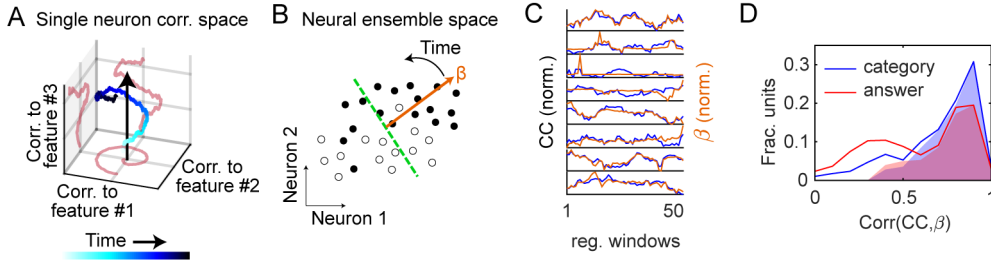 A
Single neuron corr. space
Corr. to
feature #3
Corr. to
feature #1
Corr. to
feature #2
Time
B
Neural ensemble space
Time
β
Neuron 2
Neuron 1
C
CC (norm.)
β (norm.)
1
50
reg. windows
D
Frac. units
0.3
0.2
0.1
0
category
answer
0
0.5
1
Corr(CC,β)